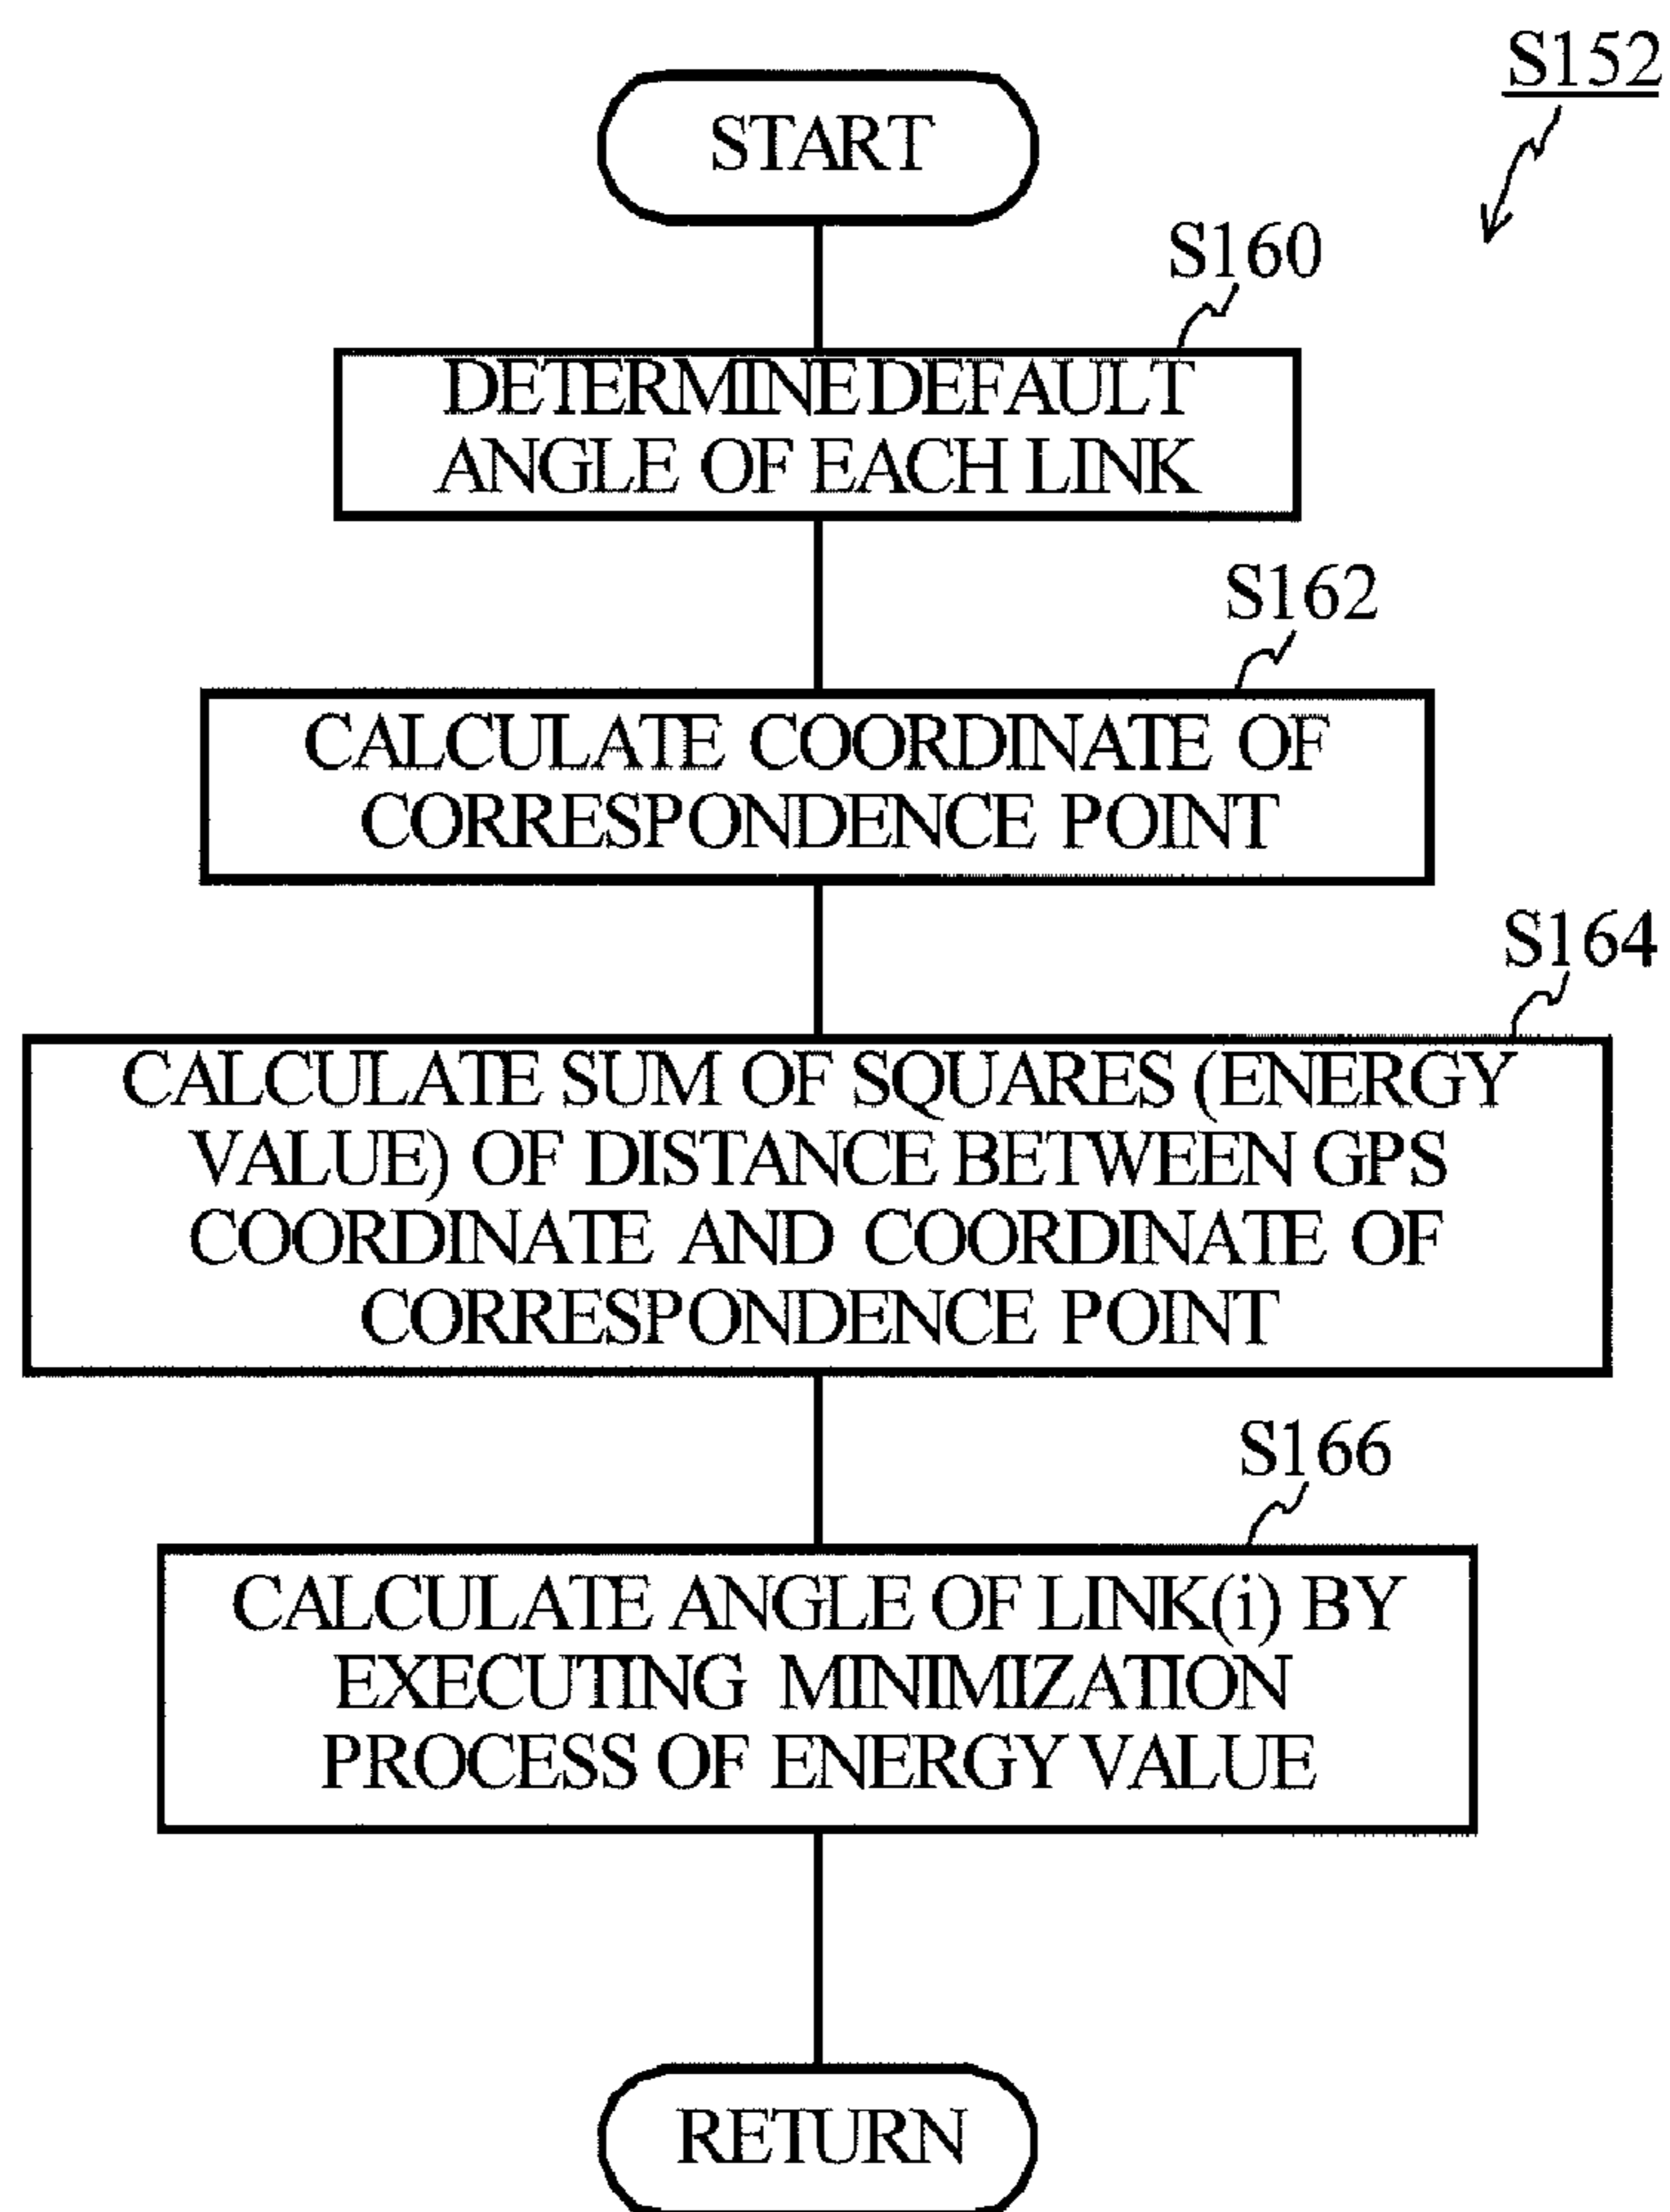 S152
START
S160
DETERMINE DEFAULT
ANGLE OF EACH LINK
S162
CALCULATE COORDINATE OF
CORRESPONDENCE POINT
S164
CALCULATE SUM OF SQUARES (ENERGY
VALUE) OF DISTANCE BETWEEN GPS
COORDINATE AND COORDINATE OF
CORRESPONDENCE POINT
S166
CALCULATE ANGLE OF LINK(i) BY
EXECUTING MINIMIZATION
PROCESS OF ENERGY VALUE
RETURN